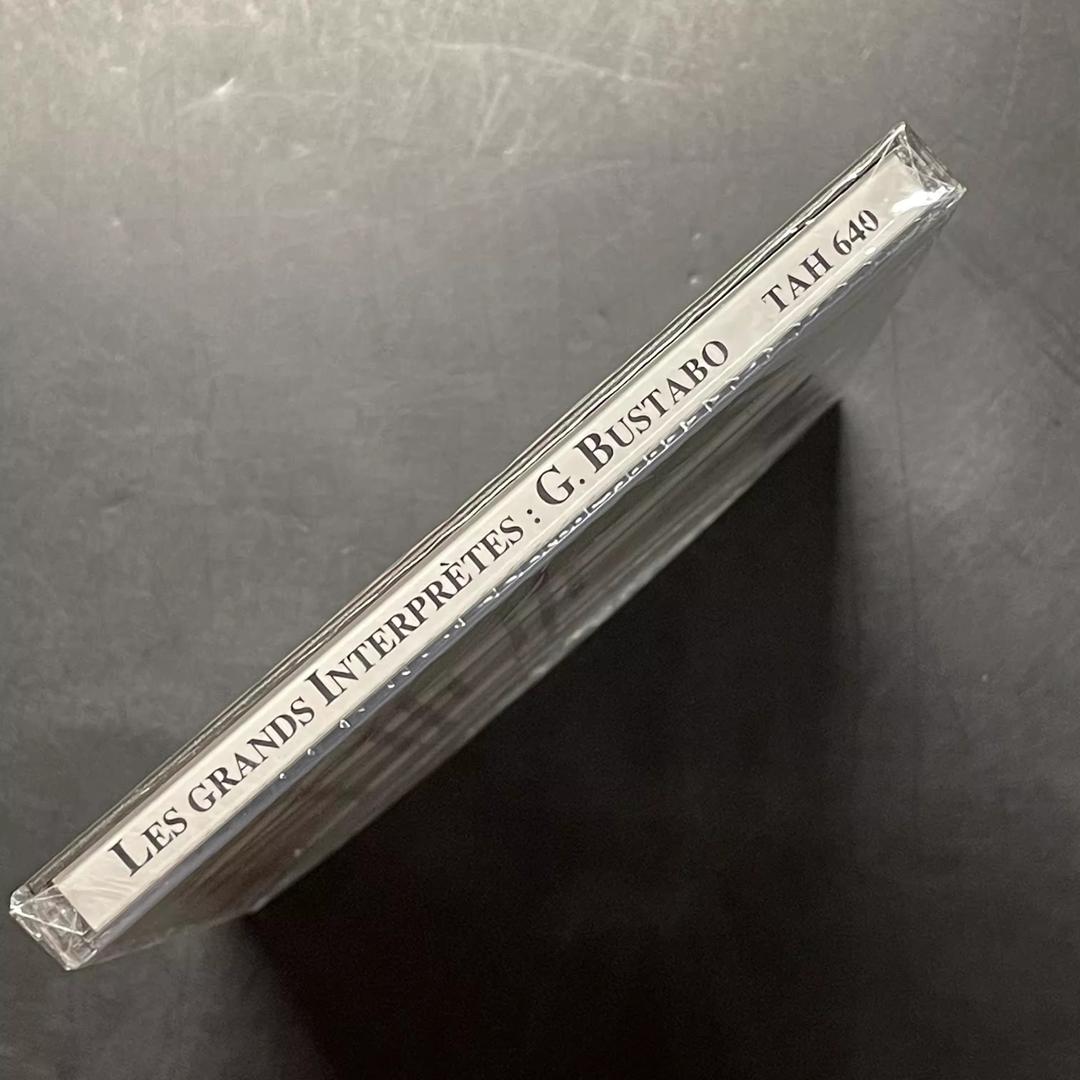 LES GRANDS INTERPRÈTES : G. BUSTABO TAH 640